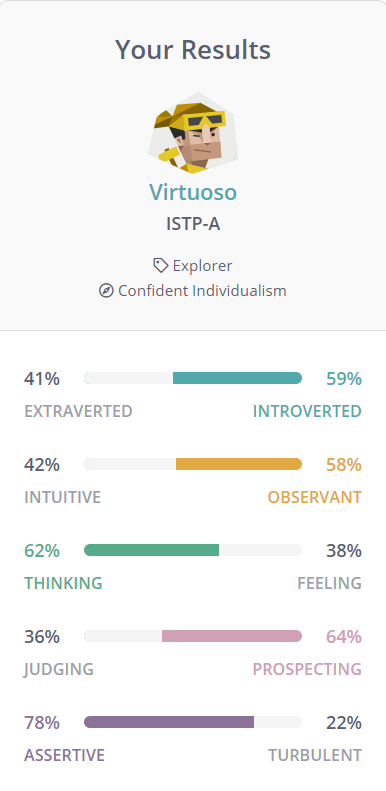 Your Results
Virtuoso
ISTP-A
Explorer
Confident Individualism
41% 59%
EXTRAVERTED INTROVERTED
42% 58%
INTUITIVE OBSERVANT
62% 38%
THINKING FEELING
36% 64%
JUDGING PROSPECTING
78% 22%
ASSERTIVE TURBULENT